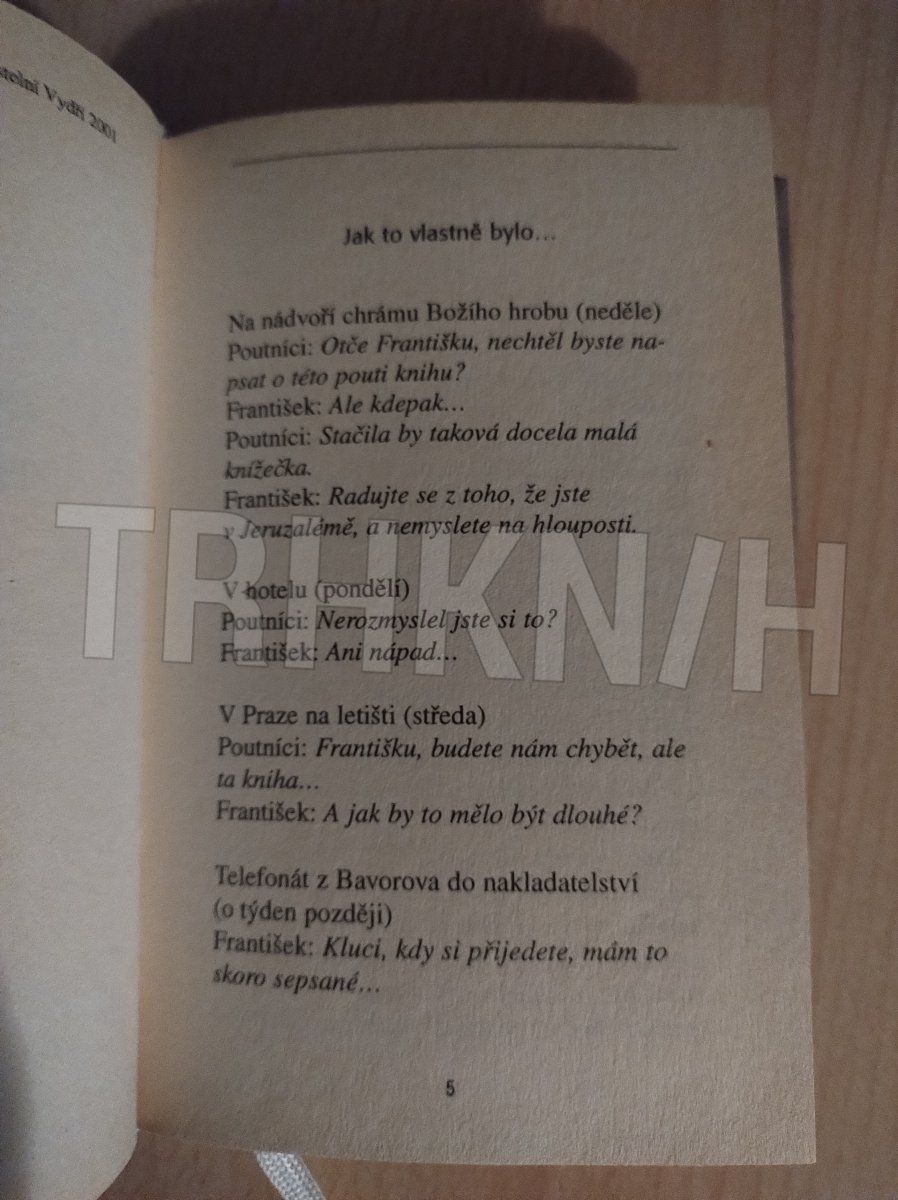 Vydří 2001
Jak to vlastně bylo...
Na nádvoří chrámu Božího hrobu (neděle)
Poutníci: Otče Františku, nechtěl byste na-
psat o této pouti knihu?
František: Ale kdepak...
Poutníci: Stačila by taková docela malá
knížečka.
František: Radujte se z toho, že jste
v Jeruzalémě, a nemyslete na hlouposti.
TRHKN/H
V hotelu (pondělí)
Poutníci: Nerozmyslel jste si to?
František: Ani nápad...
V Praze na letišti (středa)
Poutníci: Františku, budete nám chybět, ale
ta kniha...
František: A jak by to mělo být dlouhé?
Telefonát z Bavorova do nakladatelství
(o týden později)
František: Kluci, kdy si přijedete, mám to
skoro sepsané...
5